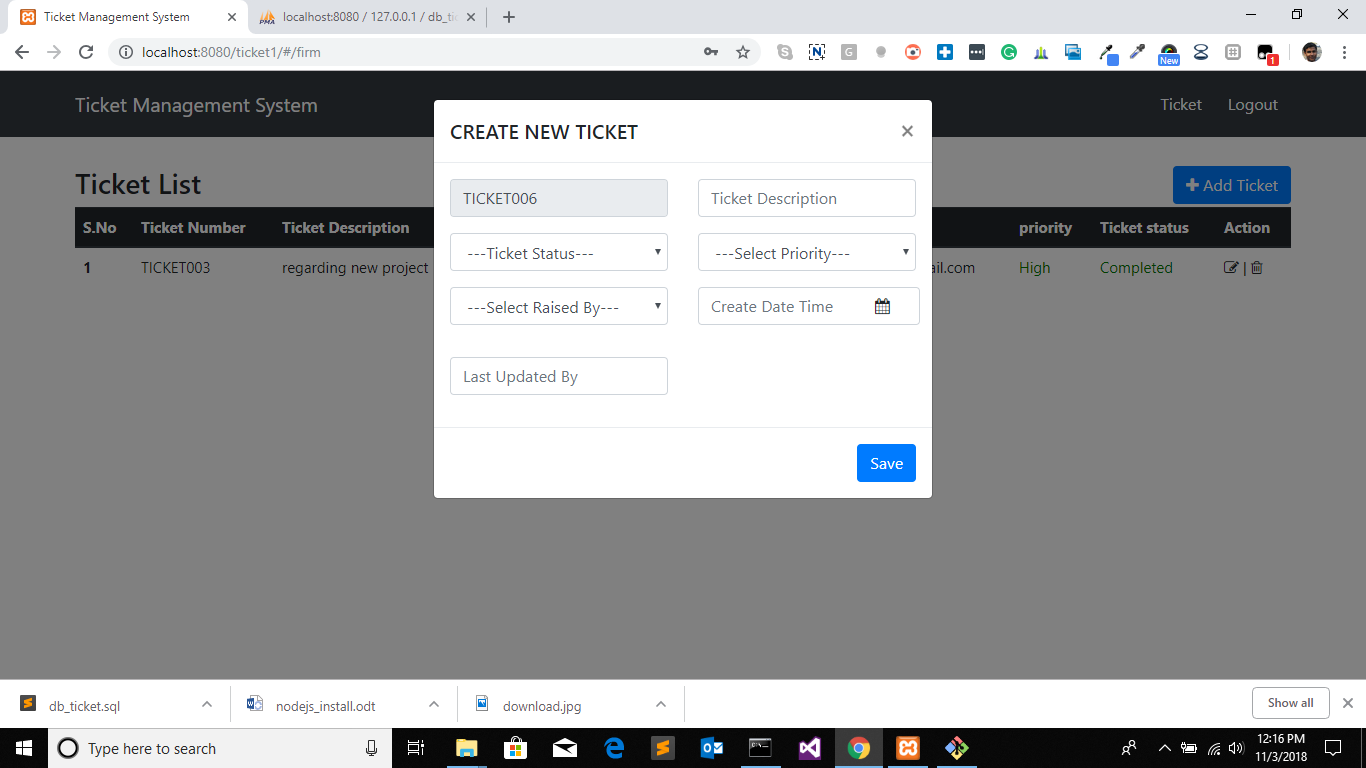 Ticket Management System
localhost:8080 / 127.0.0.1 / db_tic
localhost:8080/ticket1/#/firm
New
1
Ticket Management System
Ticket
Logout
CREATE NEW TICKET
×
TICKET006
Ticket Description
---Ticket Status---
---Select Priority---
---Select Raised By---
Create Date Time
Last Updated By
Save
Ticket List
Add Ticket
S.No Ticket Number Ticket Description priority Ticket status Action
1 TICKET003 regarding new project ail.com High Completed |
db_ticket.sql
nodejs_install.odt
download.jpg
Show all
Type here to search
12:16 PM
11/3/2018